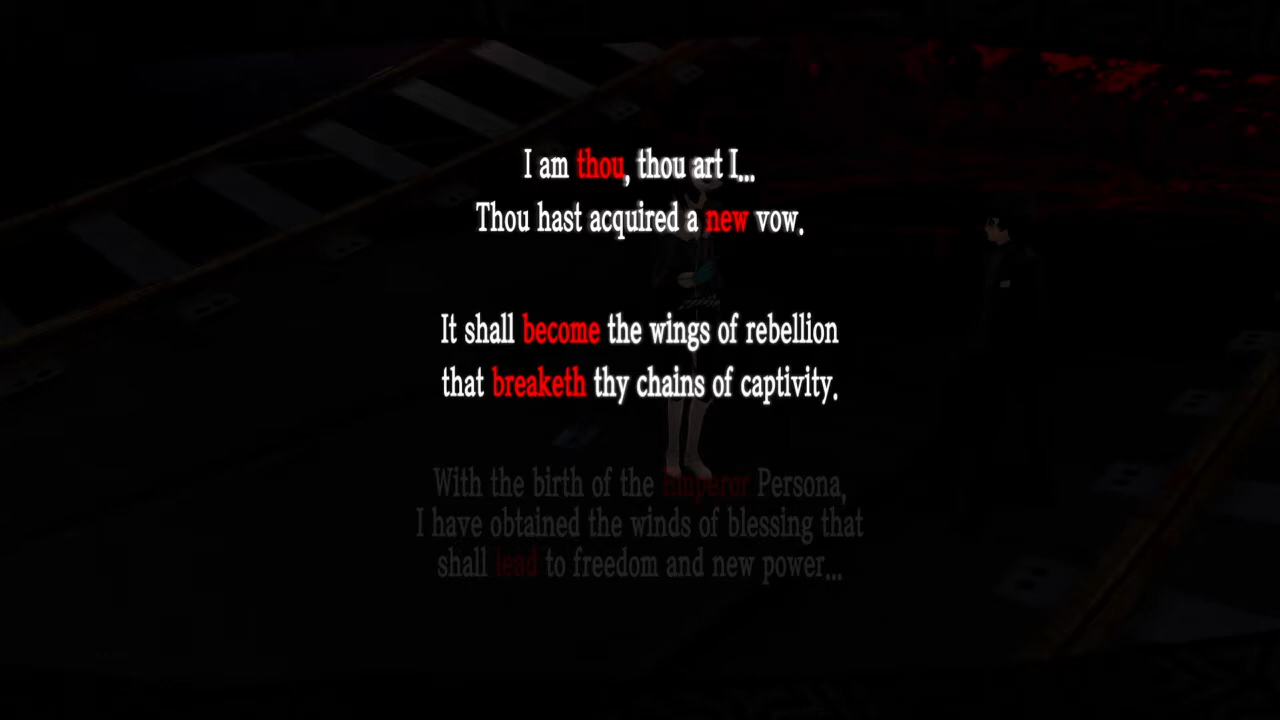 I am thou, thou art I...
Thou hast acquired a new vow.
It shall become the wings of rebellion
that breaketh thy chains of captivity.
With the birth of the Emperor Persona,
I have obtained the winds of blessing that
shall lead to freedom and new power...